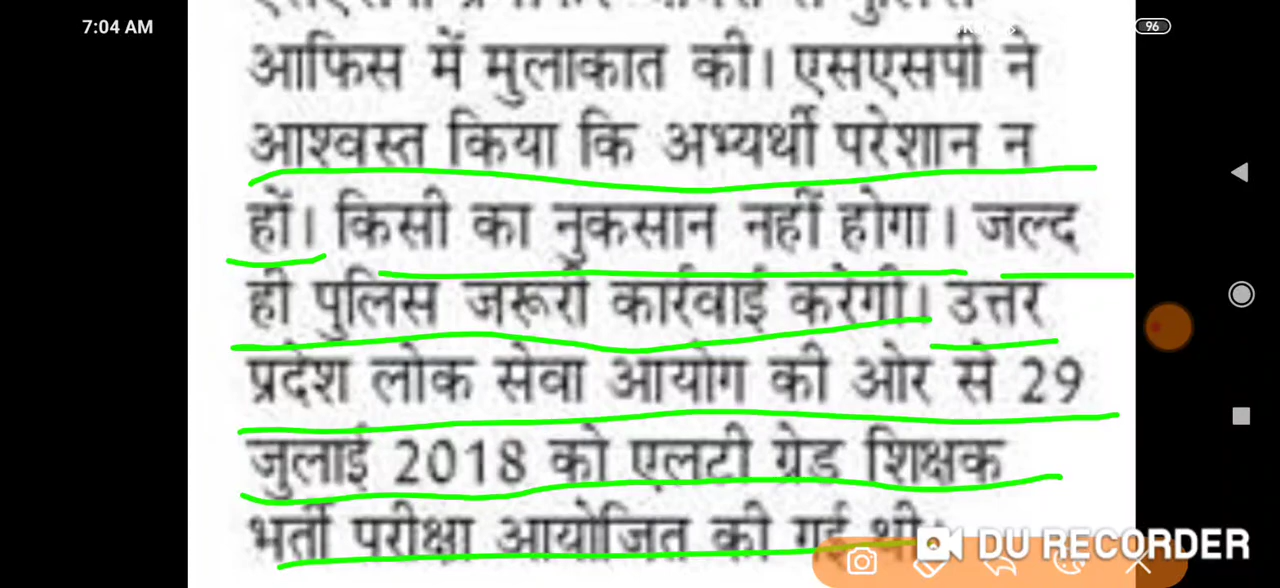 7:04 AM
96
आफिस में मुलाकात की। एसएसपी ने
आश्वस्त किया कि अभ्यर्थी परेशान न
हों। किसी का नुकसान नहीं होगा। जल्द
ही पुलिस जरूरी कार्रवाई करेगी। उत्तर
प्रदेश लोक सेवा आयोग की ओर से 29
जुलाई 2018 को एलटी ग्रेड शिक्षक
भर्ती परीक्षा आयोजित की गई थी।
DU RECORDER